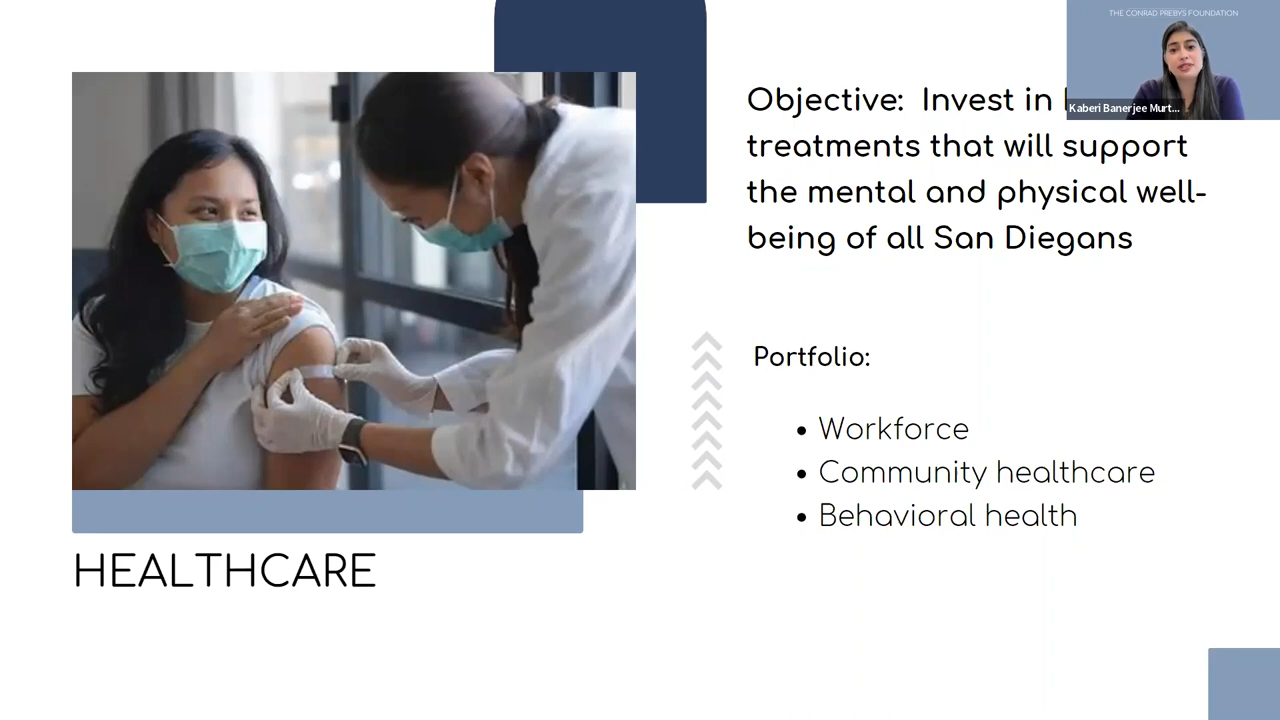 THE CONRAD PREBYS FOUNDATION
Kaberi Banerjee Murt...
Objective: Invest in
treatments that will support
the mental and physical well-
being of all San Diegans
Portfolio:
• Workforce
• Community healthcare
• Behavioral health
HEALTHCARE